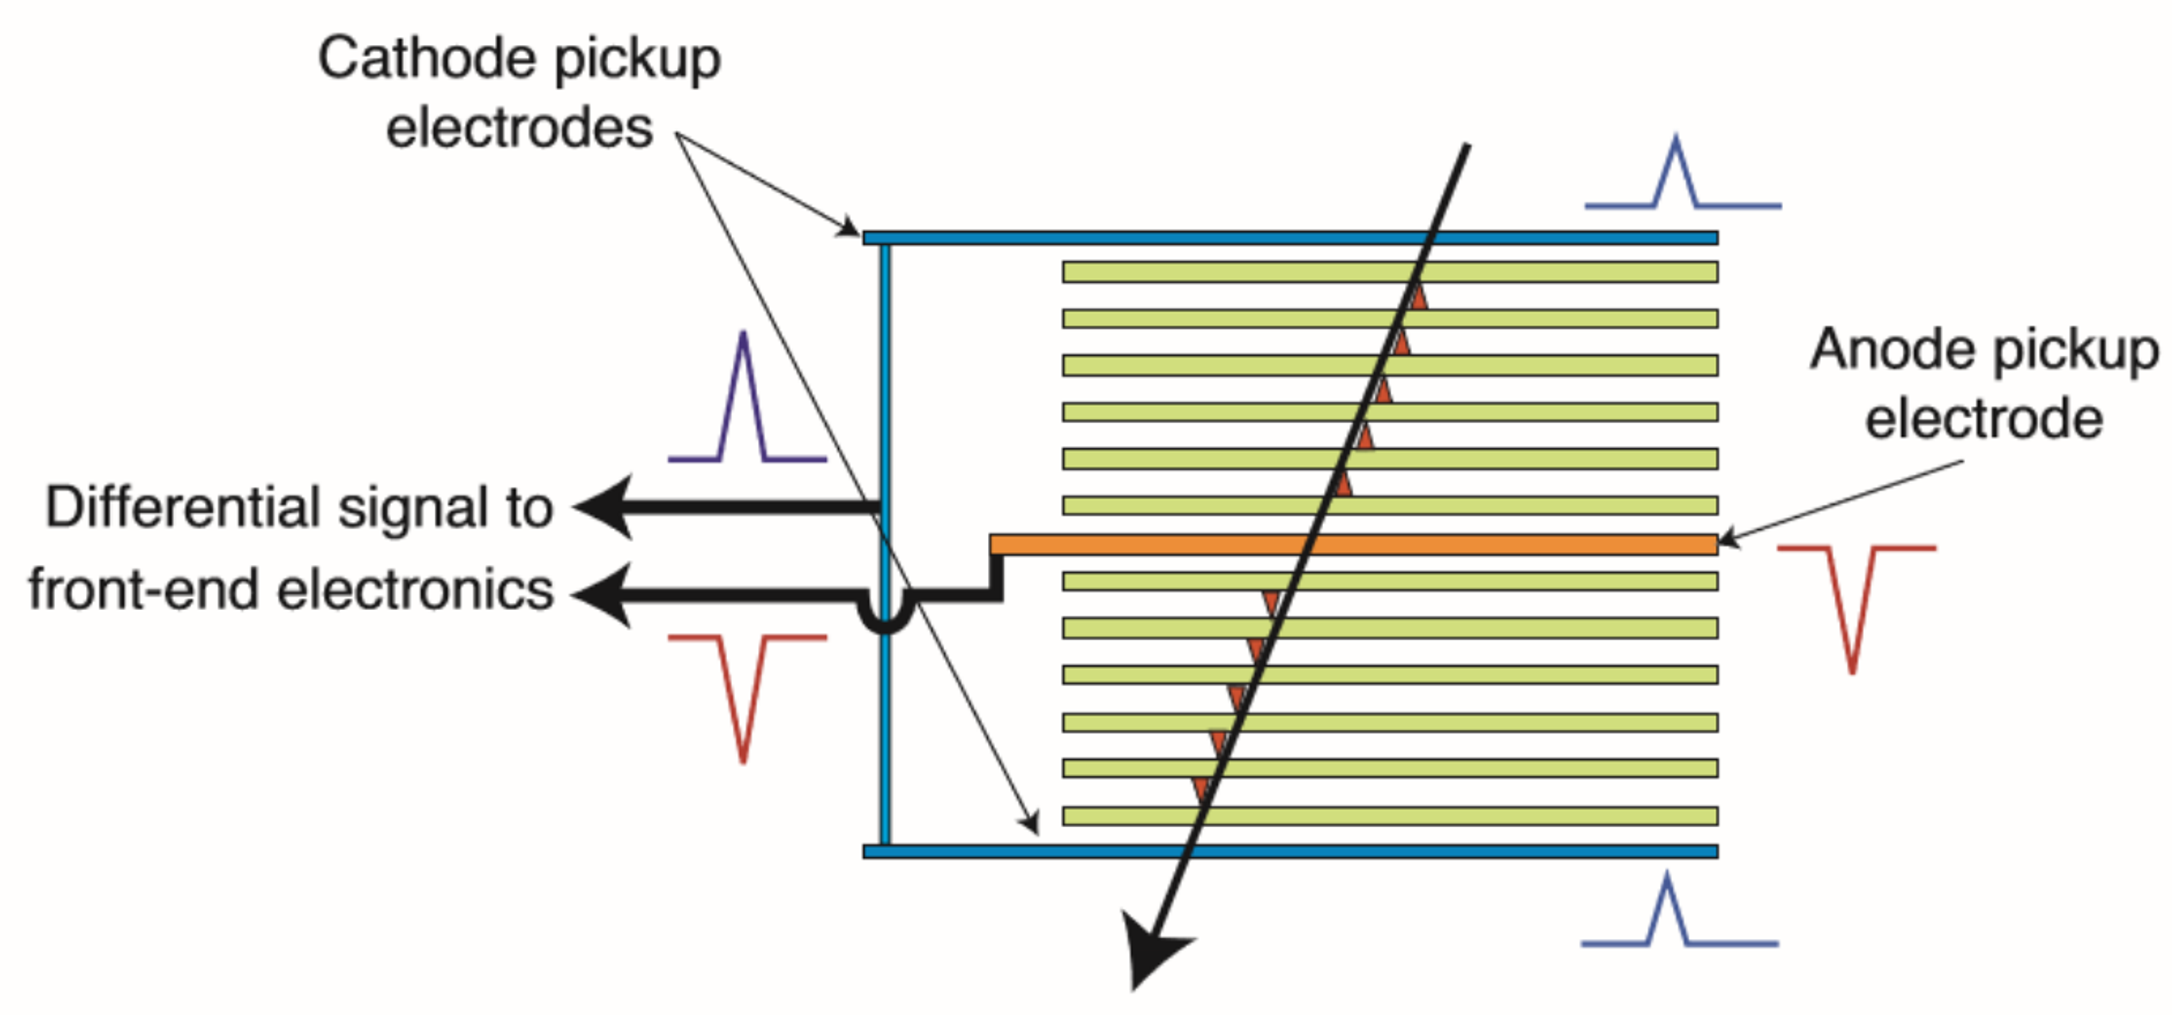 Cathode pickup
electrodes
Anode pickup
electrode
Differential signal to
front-end electronics